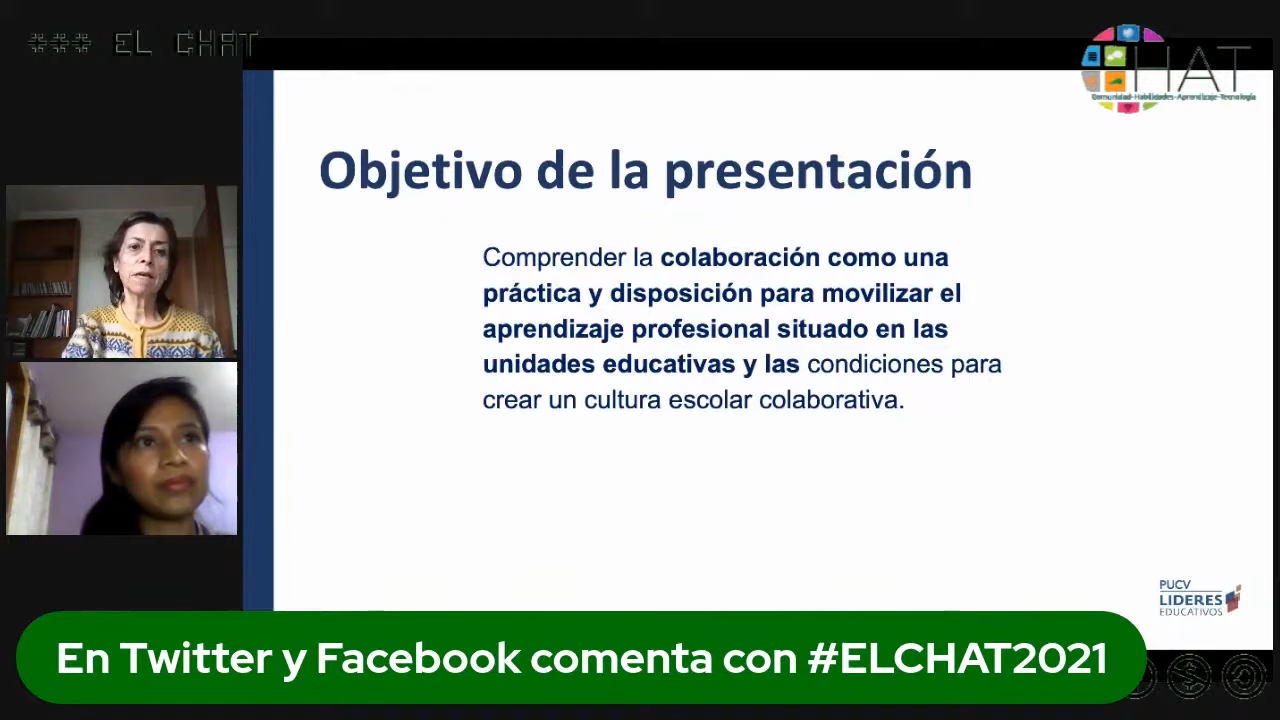 ### EL CHAT
CHAT
Comunidad-Habilidades-Aprendizaje-Tecnología
Objetivo de la presentación
Comprender la colaboración como una
práctica y disposición para movilizar el
aprendizaje profesional situado en las
unidades educativas y las condiciones para
crear un cultura escolar colaborativa.
PUCV
LIDERES
EDUCATIVOS
En Twitter y Facebook comenta con #ELCHAT2021